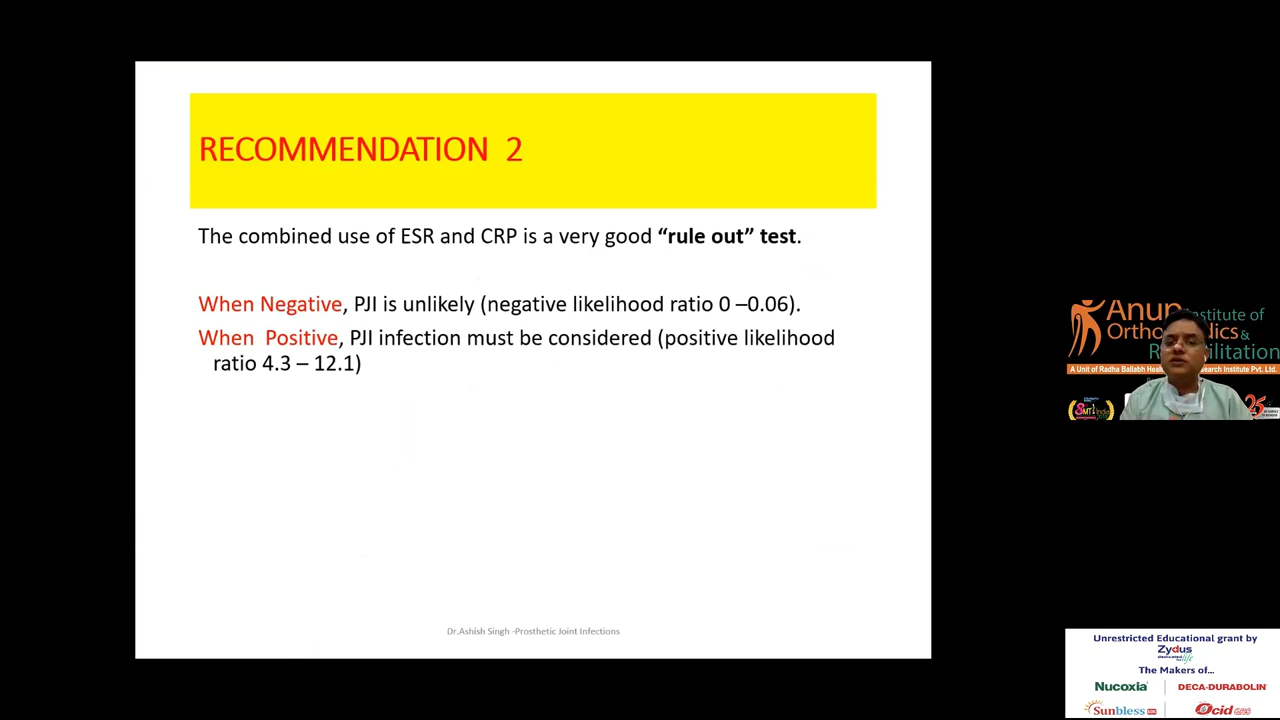 RECOMMENDATION 2
The combined use of ESR and CRP is a very good “rule out” test.
When Negative, PJI is unlikely (negative likelihood ratio 0 –0.06).
When Positive, PJI infection must be considered (positive likelihood
ratio 4.3 – 12.1)
Dr.Ashish Singh -Prosthetic Joint Infections
Anup Institute of
Orthopedics &
Rehabilitation
A Unit of Radha Ballabh
Research Institute Pvt. Ltd.
25
Unrestricted Educational grant by
Zydus
life
The Makers of...
Nucoxia
DECA-DURABOLIN
Sunbless
Ocid